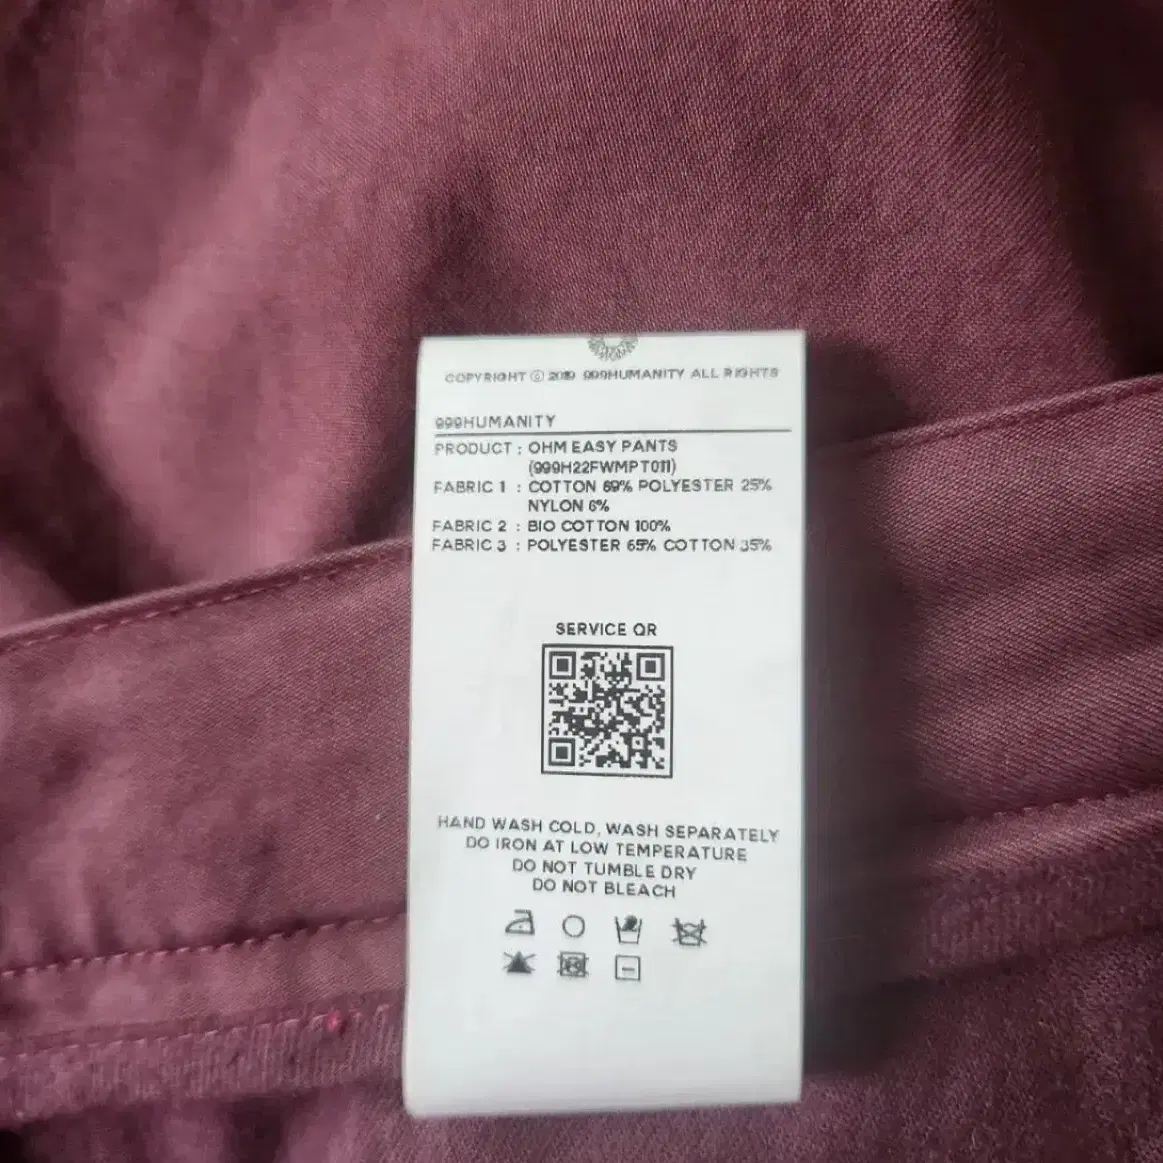 COPYRIGHT © 2019 999HUMANITY ALL RIGHTS
999HUMANITY
PRODUCT : OHM EASY PANTS
(999H22FWMPT011)
FABRIC 1 : COTTON 69% POLYESTER 25%
NYLON 6%
FABRIC 2 : BIO COTTON 100%
FABRIC 3 : POLYESTER 65% COTTON 35%
SERVICE QR
HAND WASH COLD, WASH SEPARATELY
DO IRON AT LOW TEMPERATURE
DO NOT TUMBLE DRY
DO NOT BLEACH